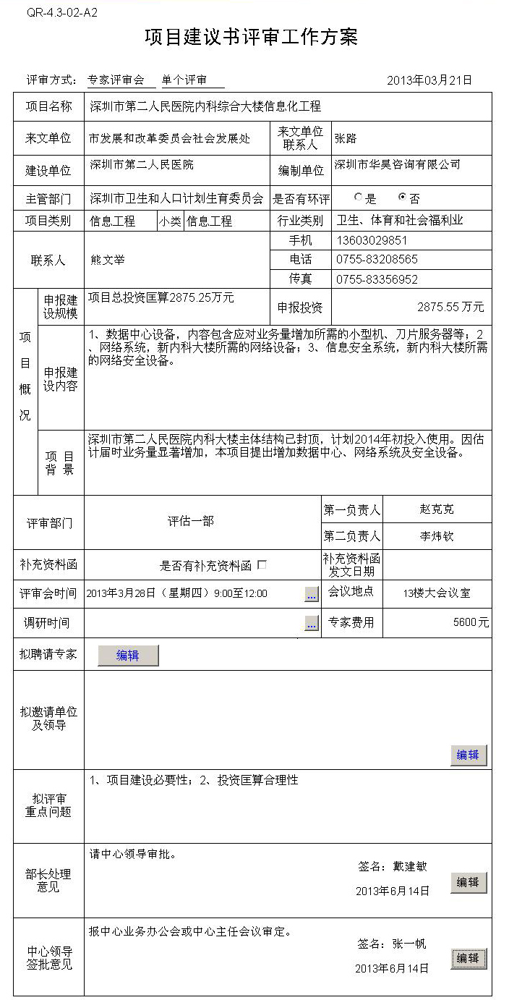 QR-4.3-02-A2
项目建议书评审工作方案
评审方式： 专家评审会 单个评审 2013年03月21日
项目名称 深圳市第二人民医院内科综合大楼信息化工程
来文单位 市发展和改革委员会社会发展处 来文单位
联系人 张路
建设单位 深圳市第二人民医院 编制单位 深圳市华昊咨询有限公司
主管部门 深圳市卫生和人口计划生育委员会 是否有环评 是 否
项目类别 信息工程 小类 信息工程 行业类别 卫生、体育和社会福利业
联系人 熊文举 手机 13603029851
电话 0755-83208565
传真 0755-83356952
项目概况
申报建
设规模 项目总投资匡算2875.25万元 申报投资 2875.55 万元
申报建
设内容
1、数据中心设备，内容包含应对业务量增加所需的小型机、刀片服务器等；2
、网络系统，新内科大楼所需的网络设备；3、信息安全系统，新内科大楼所需
的网络安全设备。
项 目
背 景
深圳市第二人民医院内科大楼主体结构已封顶，计划2014年初投入使用。因估
计届时业务量显著增加，本项目提出增加数据中心、网络系统及安全设备。
评审部门 评估一部 第一负责人 赵克克
第二负责人 李炜钦
补充资料函 是否有补充资料函 补充资料函
发文日期
评审会时间 2013年3月28日（星期四）9:00至12:00 ... 会议地点 13楼大会议室
调研时间 ... 专家费用 5600 元
拟聘请专家 编辑
拟邀请单位
及领导
编辑
拟评审
重点问题
1、项目建设必要性；2、投资匡算合理性
部长处理
意见
请中心领导审批。
签名：戴建敏
2013年6月14日
编辑
中心领导
签批意见
报中心业务办公会或中心主任会议审定。
签名：张一帆
2013年6月14日
编辑